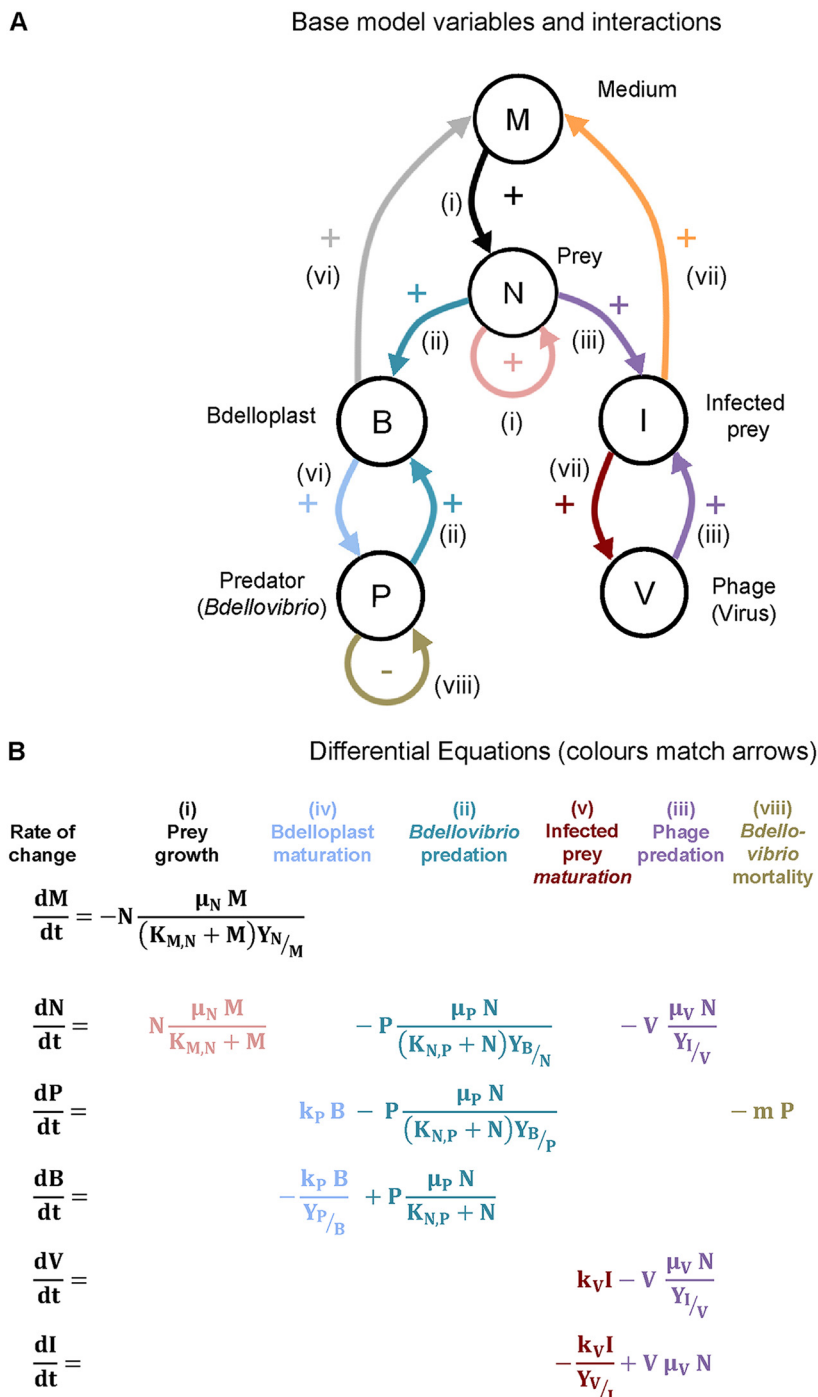 A
Base model variables and interactions
M
Medium
(i)
+
+
(vi)
+
(vii)
Prey
N
+
(ii)
+
(iii)
+
(i)
Bdelloplast
B
I
Infected
prey
(vi)
+
+
(ii)
(vii)
+
+
(iii)
Predator
(Bdellovibrio)
P
V
Phage
(Virus)
-
(viii)
B
Differential Equations (colours match arrows)
Rate of
change
(i)
Prey
growth
(iv)
Bdelloplast
maturation
(ii)
Bdellovibrio
predation
(v)
Infected
prey
maturation
(iii)
Phage
predation
(viii)
Bdello-
vibrio
mortality
dM/dt = −N μ_N M/((K_M,N + M)Y_N/M)
dN/dt = N μ_N M/(K_M,N + M) − P μ_P N/((K_N,P + N)Y_B/N) − V μ_V N/Y_I/V
dP/dt = k_P B − P μ_P N/((K_N,P + N)Y_B/P) − m P
dB/dt = − k_P B/Y_P/B + P μ_P N/(K_N,P + N)
dV/dt = k_V I − V μ_V N/Y_I/V
dI/dt = − k_V I/Y_V/I + V μ_V N